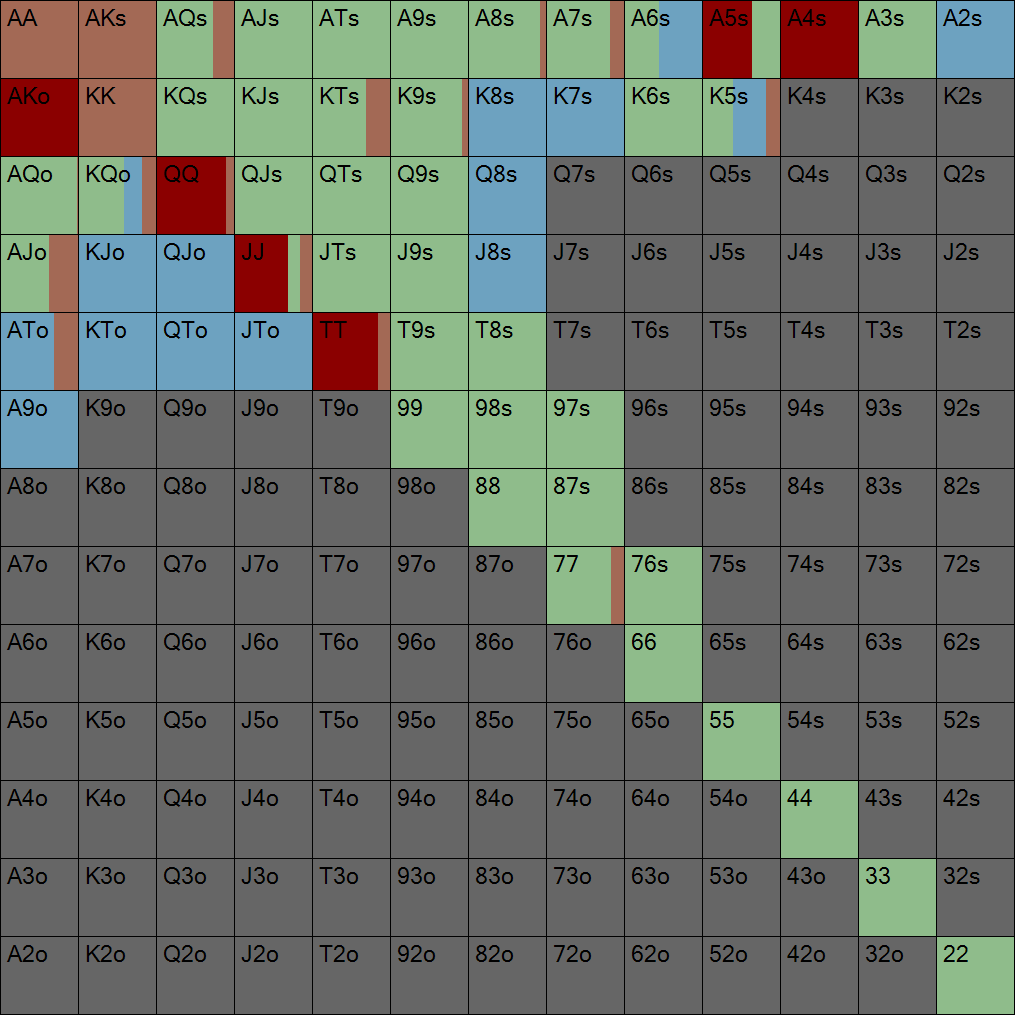 AA AKs AQs AJs ATs A9s A8s A7s A6s A5s A4s A3s A2s
AKo KK KQs KJs KTs K9s K8s K7s K6s K5s K4s K3s K2s
AQo KQo QQ QJs QTs Q9s Q8s Q7s Q6s Q5s Q4s Q3s Q2s
AJo KJo QJo JJ JTs J9s J8s J7s J6s J5s J4s J3s J2s
ATo KTo QTo JTo TT T9s T8s T7s T6s T5s T4s T3s T2s
A9o K9o Q9o J9o T9o 99 98s 97s 96s 95s 94s 93s 92s
A8o K8o Q8o J8o T8o 98o 88 87s 86s 85s 84s 83s 82s
A7o K7o Q7o J7o T7o 97o 87o 77 76s 75s 74s 73s 72s
A6o K6o Q6o J6o T6o 96o 86o 76o 66 65s 64s 63s 62s
A5o K5o Q5o J5o T5o 95o 85o 75o 65o 55 54s 53s 52s
A4o K4o Q4o J4o T4o 94o 84o 74o 64o 54o 44 43s 42s
A3o K3o Q3o J3o T3o 93o 83o 73o 63o 53o 43o 33 32s
A2o K2o Q2o J2o T2o 92o 82o 72o 62o 52o 42o 32o 22